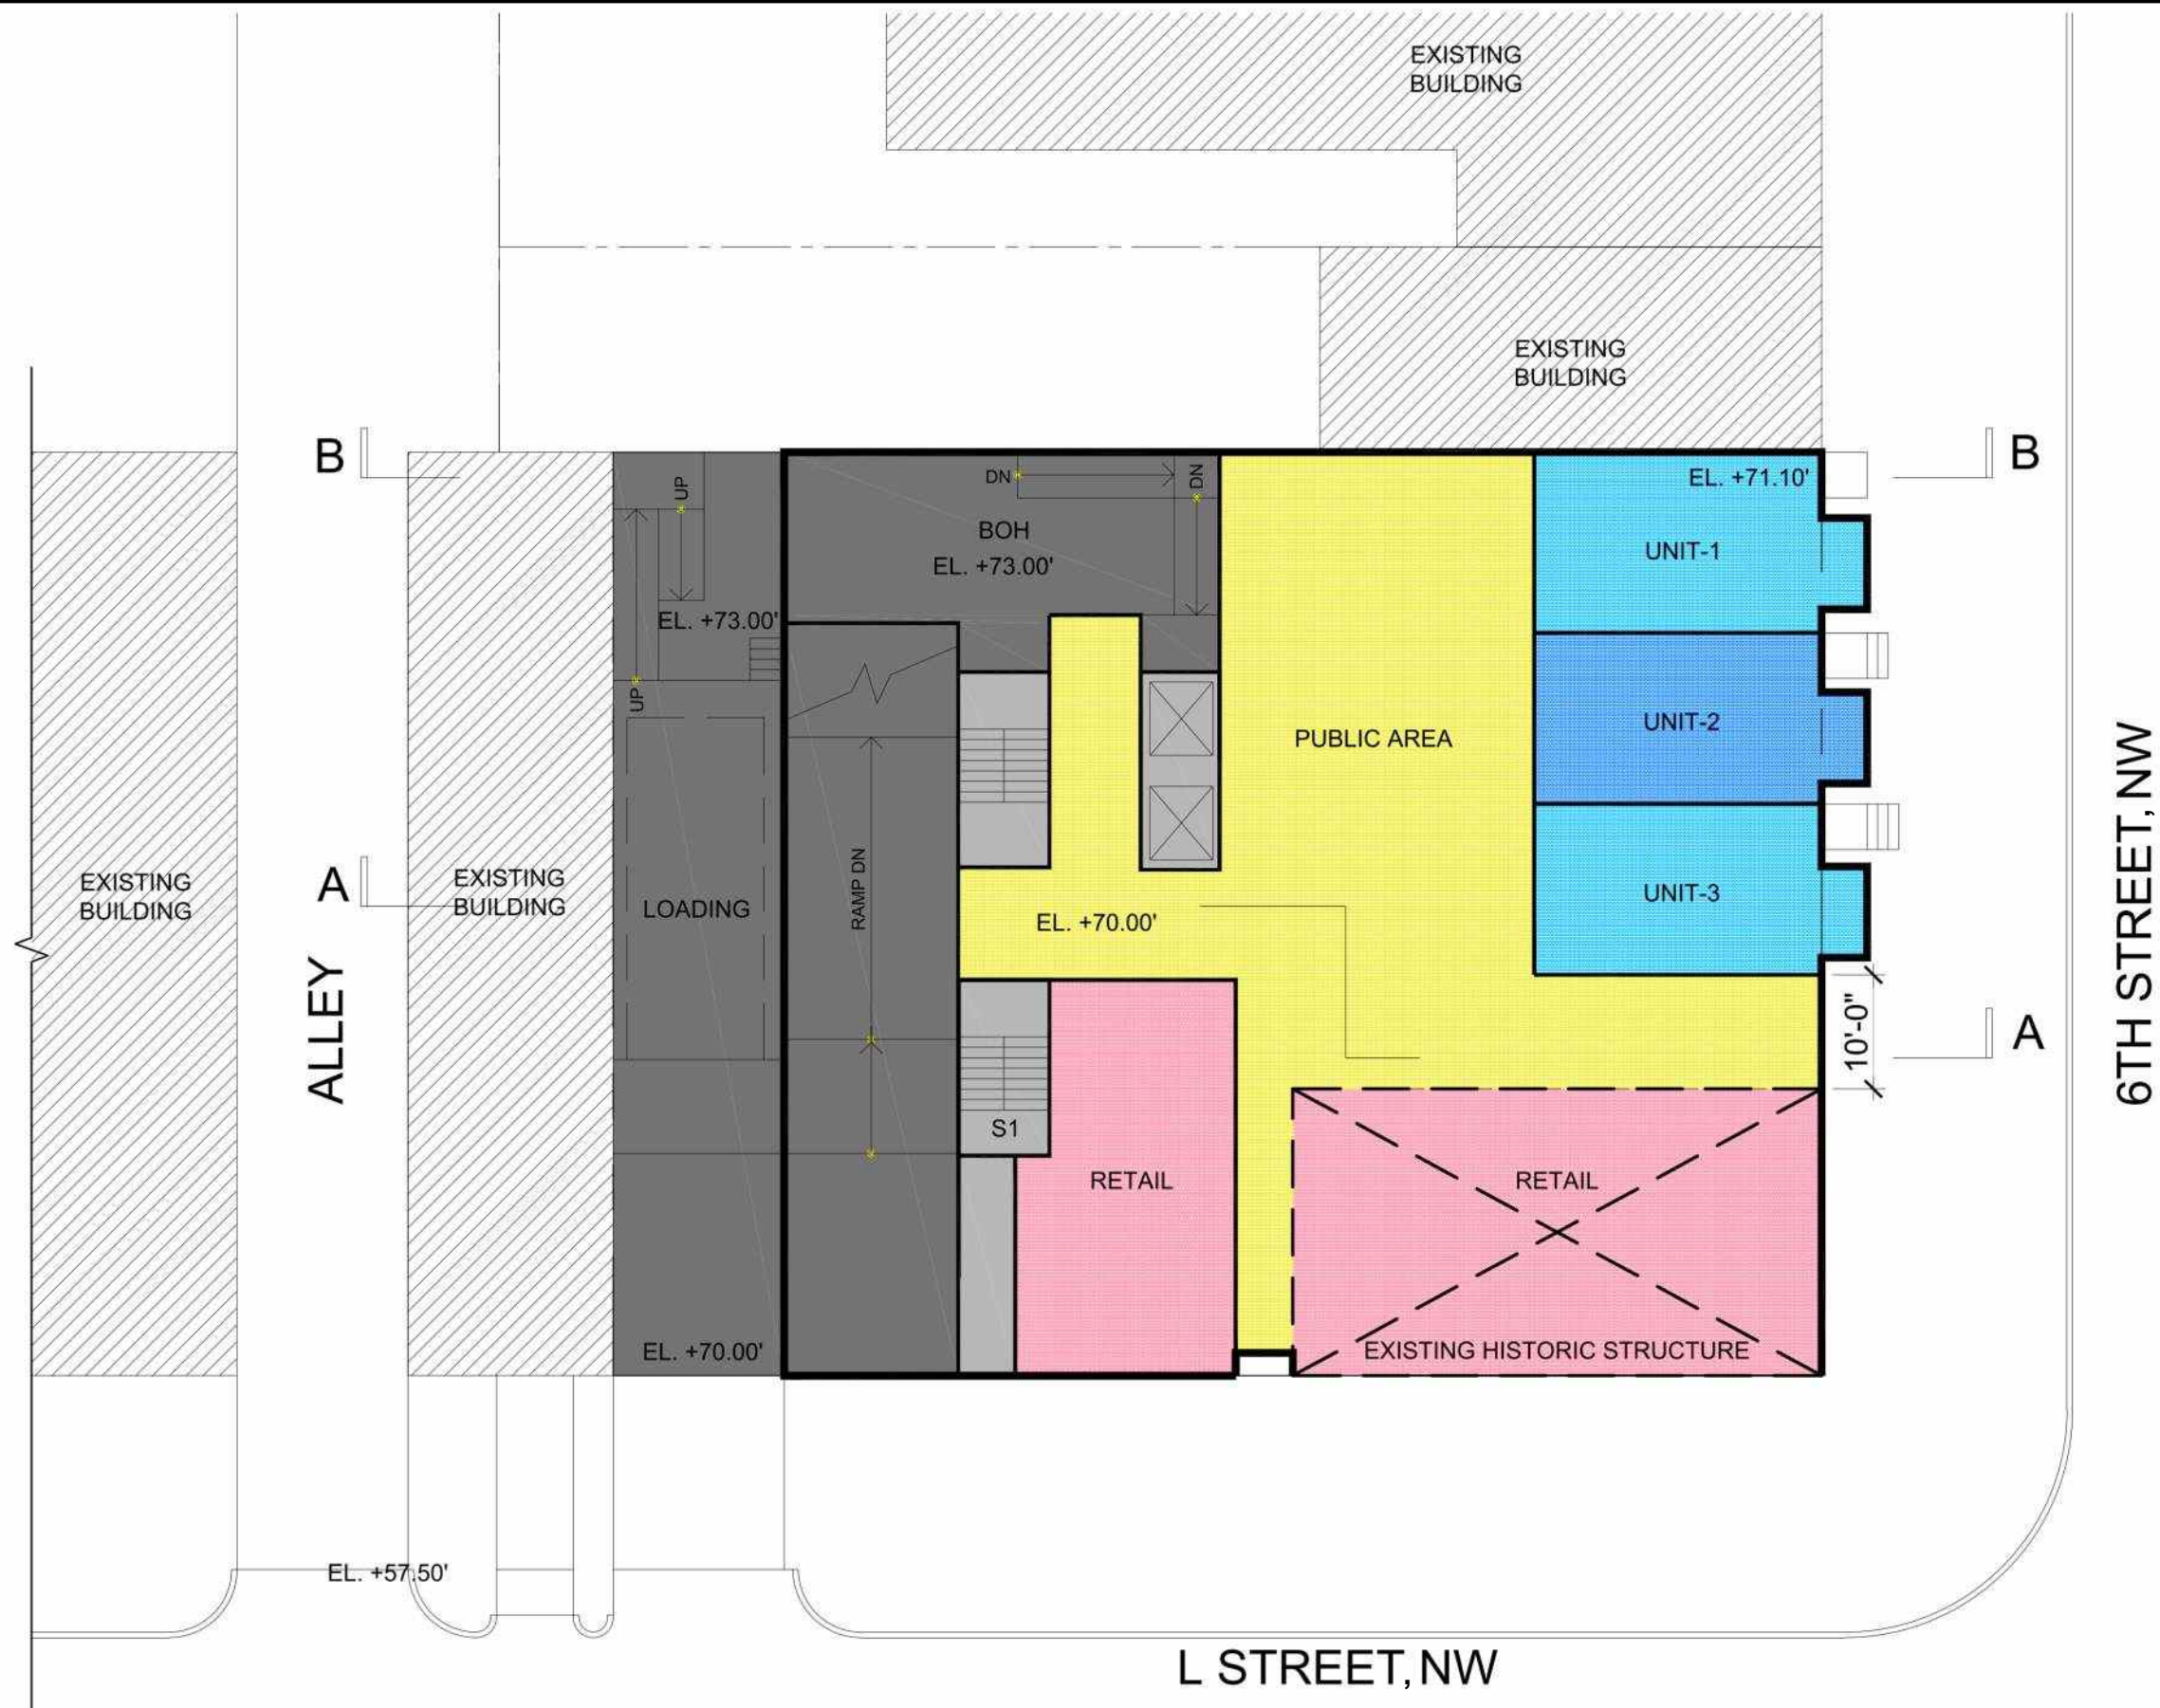 EXISTING
BUILDING
EXISTING
BUILDING
B
B
UP
DN
DN
EL. +71.10'
BOH
EL. +73.00'
UNIT-1
EL. +73.00'
UP
UNIT-2
PUBLIC AREA
6TH STREET, NW
EXISTING
BUILDING
A
EXISTING
BUILDING
LOADING
RAMP DN
EL. +70.00'
UNIT-3
ALLEY
10'-0"
A
S1
RETAIL
RETAIL
EL. +70.00'
EXISTING HISTORIC STRUCTURE
EL. +57.50'
L STREET, NW